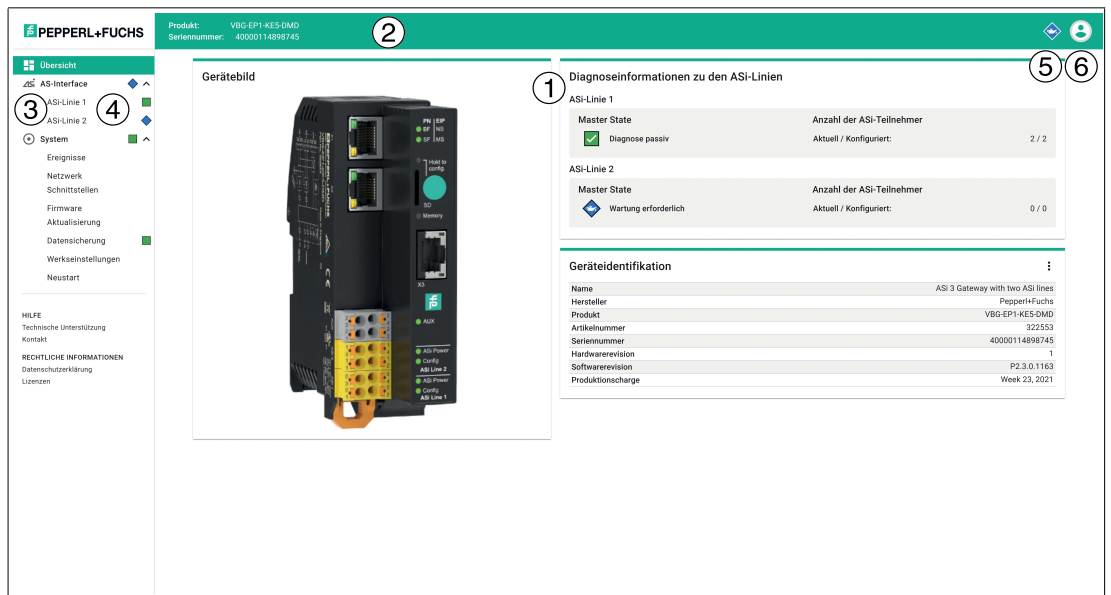 PEPPERL+FUCHS
Produkt: VBG-EP1-KE5-DMD
Seriennummer: 40000114898745
2
5
6
Übersicht
ASi AS-Interface
ASi-Linie 1
3
4
ASi-Linie 2
System
Ereignisse
Netzwerk
Schnittstellen
Firmware
Aktualisierung
Datensicherung
Werkseinstellungen
Neustart
HILFE
Technische Unterstützung
Kontakt
RECHTLICHE INFORMATIONEN
Datenschutzerklärung
Lizenzen
Gerätebild
PN EIP
BF NS
SF MS
Hold to
config.
SD
Memory
X3
AUX
ASi Power
Config
ASi Line 2
ASi Power
Config
ASi Line 1
PEPPERL+FUCHS
1
Diagnoseinformationen zu den ASi-Linien
ASi-Linie 1
Master State Anzahl der ASi-Teilnehmer
Diagnose passiv Aktuell / Konfiguriert: 2 / 2
ASi-Linie 2
Master State Anzahl der ASi-Teilnehmer
Wartung erforderlich Aktuell / Konfiguriert: 0 / 0
Geräteidentifikation
Name ASi 3 Gateway with two ASi lines
Hersteller Pepperl+Fuchs
Produkt VBG-EP1-KE5-DMD
Artikelnummer 322553
Seriennummer 40000114898745
Hardwarerevision 1
Softwarerevision P2.3.0.1163
Produktionscharge Week 23, 2021